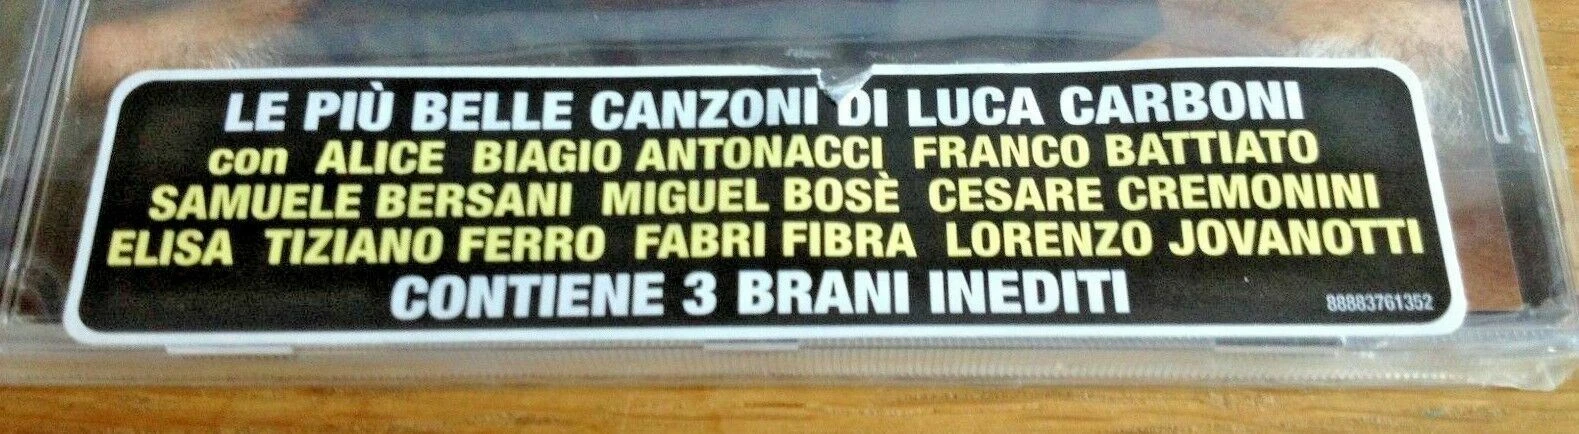 LE PIÙ BELLE CANZONI DI LUCA CARBONI
con ALICE BIAGIO ANTONACCI FRANCO BATTIATO
SAMUELE BERSANI MIGUEL BOSÈ CESARE CREMONINI
ELISA TIZIANO FERRO FABRI FIBRA LORENZO JOVANOTTI
CONTIENE 3 BRANI INEDITI
88883761352